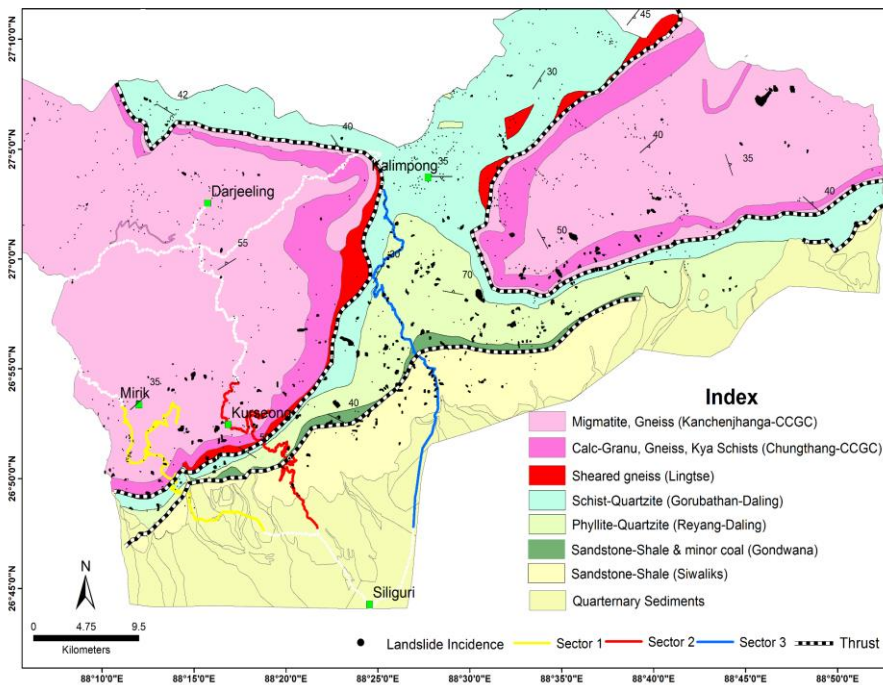 27°10'0"N
45
42
30
40
40
27°5'0"N
Kalimpong
35
35
Darjeeling
40
55
50
27°0'0"N
70
26°55'0"N
Mirik
35
40
Kurseong
26°50'0"N
Index
Migmatite, Gneiss (Kanchenjhanga-CCGC)
Calc-Granu, Gneiss, Kya Schists (Chungthang-CCGC)
Sheared gneiss (Lingtse)
Schist-Quartzite (Gorubathan-Daling)
Phyllite-Quartzite (Reyang-Daling)
Sandstone-Shale & minor coal (Gondwana)
Sandstone-Shale (Siwaliks)
Quarternary Sediments
26°45'0"N
N
Siliguri
0 4.75 9.5
Kilometers
Landslide Incidence Sector 1 Sector 2 Sector 3 Thrust
88°10'0"E 88°15'0"E 88°20'0"E 88°25'0"E 88°30'0"E 88°35'0"E 88°40'0"E 88°45'0"E 88°50'0"E